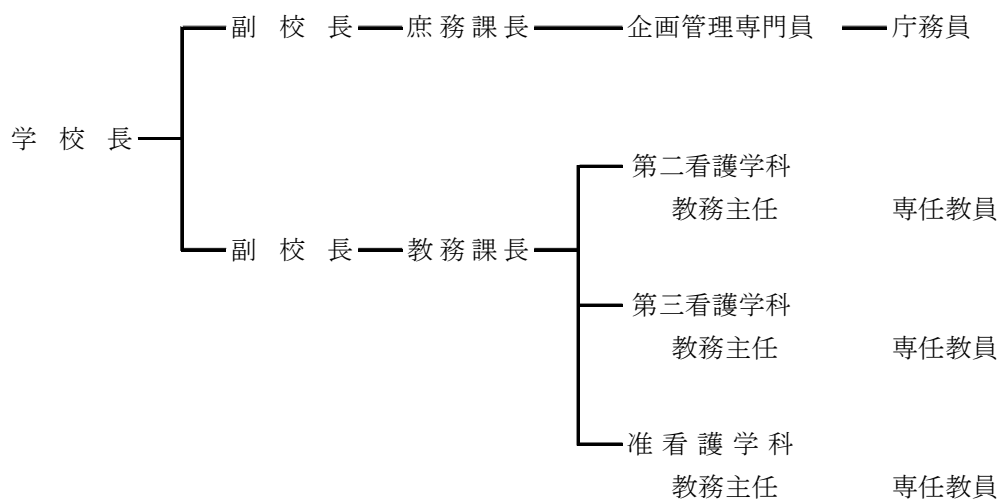 副校長 庶務課長 企画管理専門員 庁務員
学校長
第二看護学科
教務主任 専任教員
副校長 教務課長
第三看護学科
教務主任 専任教員
准看護学科
教務主任 専任教員